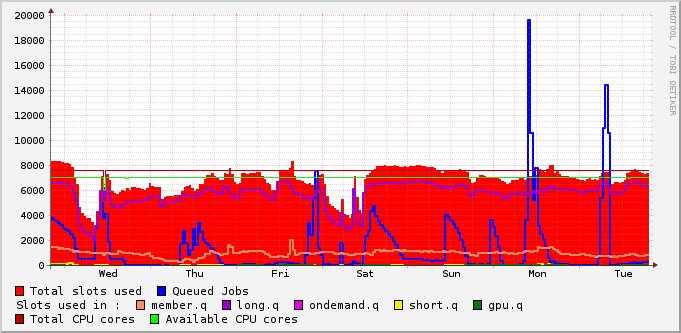 20000
18000
16000
14000
12000
10000
8000
6000
4000
2000
0
Wed Thu Fri Sat Sun Mon Tue
RRDTOOL / TOBI OETIKER
Total slots used Queued Jobs
Slots used in : member.q long.q ondemand.q short.q gpu.q
Total CPU cores Available CPU cores